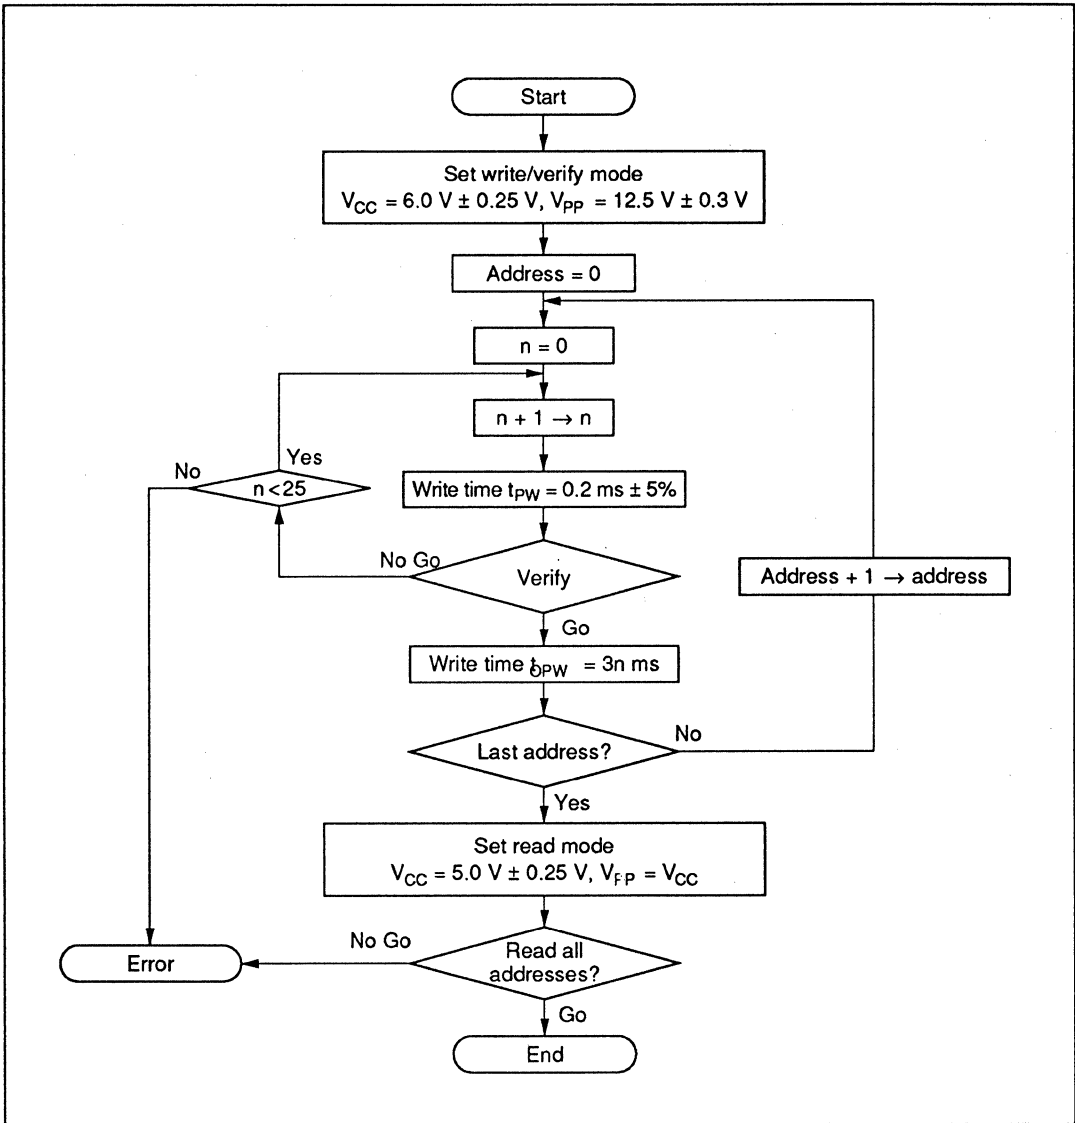 Start
Set write/verify mode
VCC = 6.0 V ± 0.25 V, VPP = 12.5 V ± 0.3 V
Address = 0
n = 0
n + 1 → n
Yes
No
n<25
Write time tPW = 0.2 ms ± 5%
No Go
Verify
Address + 1 → address
Go
Write time tOPW = 3n ms
No
Last address?
Yes
Set read mode
VCC = 5.0 V ± 0.25 V, VPP = VCC
No Go
Read all
addresses?
Error
Go
End